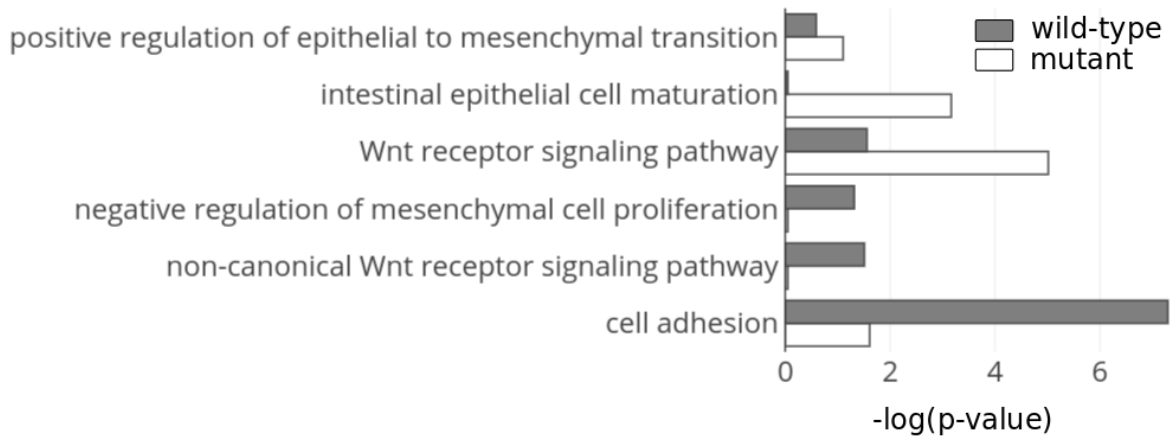 positive regulation of epithelial to mesenchymal transition
wild-type
mutant
intestinal epithelial cell maturation
Wnt receptor signaling pathway
negative regulation of mesenchymal cell proliferation
non-canonical Wnt receptor signaling pathway
cell adhesion
0 2 4 6
-log(p-value)